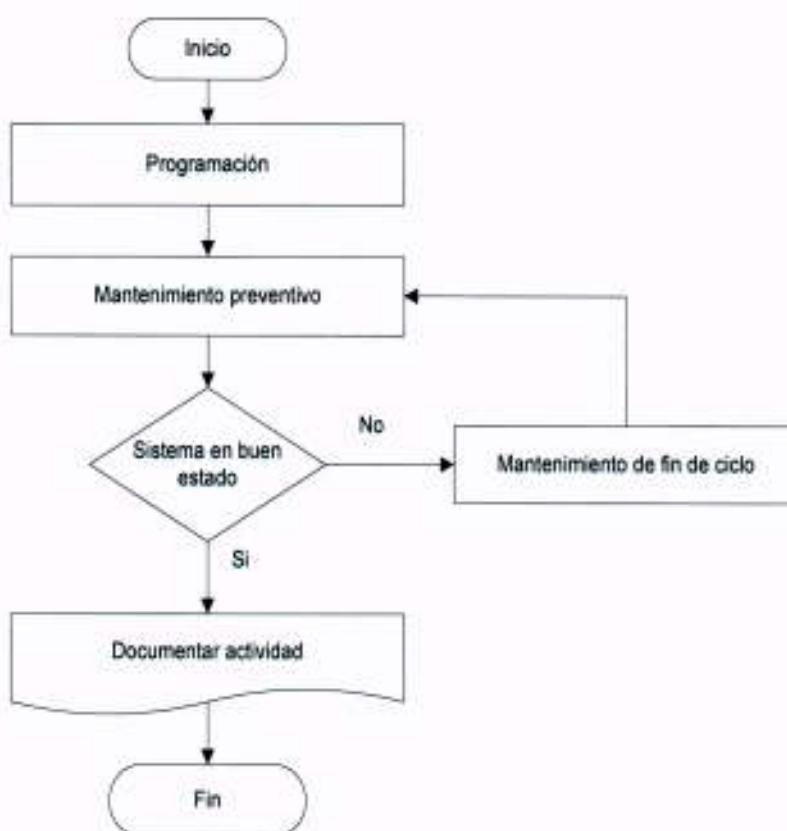 Inicio
Programación
Mantenimiento preventivo
Sistema en buen
estado
No
Mantenimiento de fin de ciclo
Si
Documentar actividad
Fin